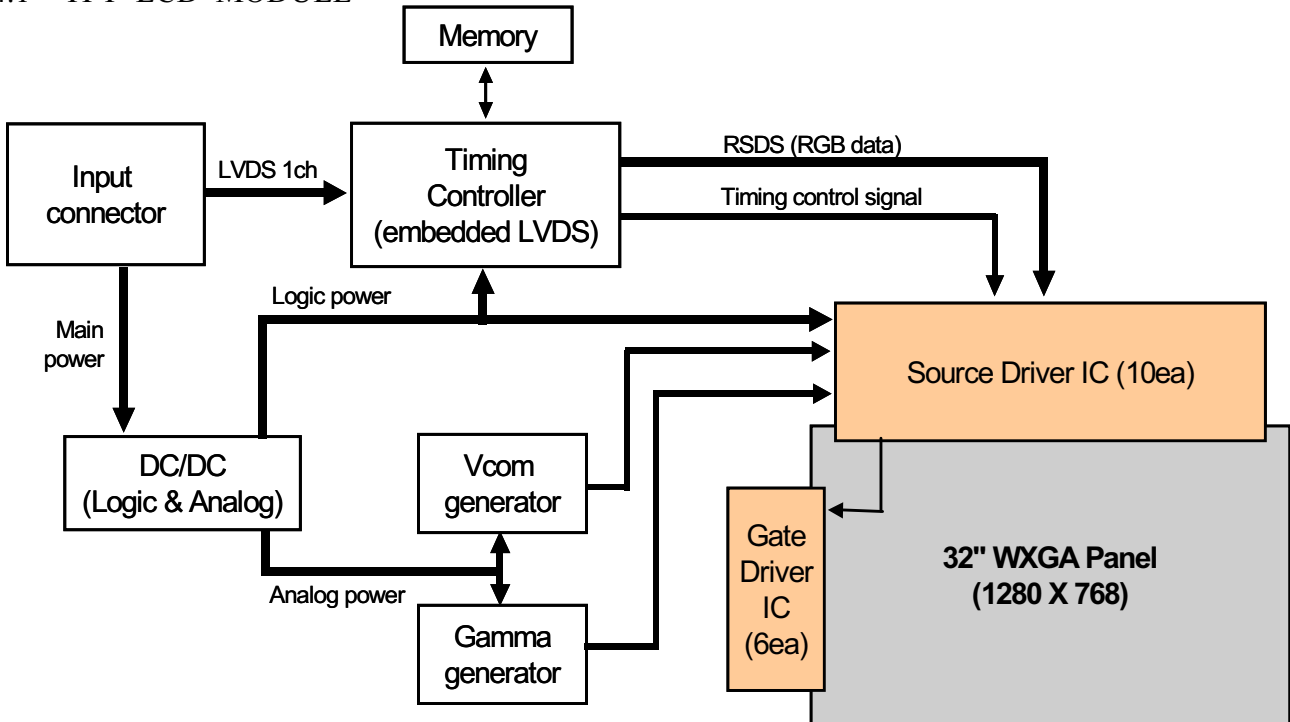 LCD MODULE
Memory
Input
connector
LVDS 1ch
Timing
Controller
(embedded LVDS)
RSDS (RGB data)
Timing control signal
Logic power
Main
power
Source Driver IC (10ea)
DC/DC
(Logic & Analog)
Vcom
generator
Analog power
Gamma
generator
Gate
Driver
IC
(6ea)
32" WXGA Panel
(1280 X 768)